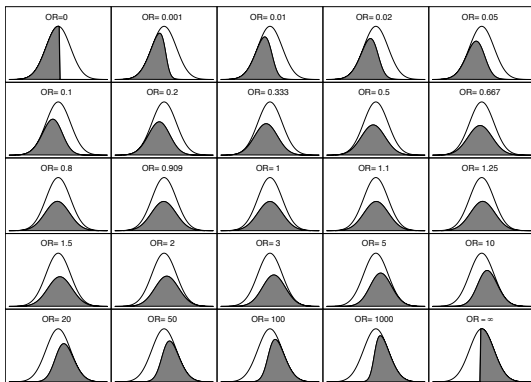 OR=0 OR= 0.001 OR= 0.01 OR= 0.02 OR= 0.05
OR= 0.1 OR= 0.2 OR= 0.333 OR= 0.5 OR= 0.667
OR= 0.8 OR= 0.909 OR= 1 OR= 1.1 OR= 1.25
OR= 1.5 OR= 2 OR= 3 OR= 5 OR= 10
OR= 20 OR= 50 OR= 100 OR= 1000 OR = ∞